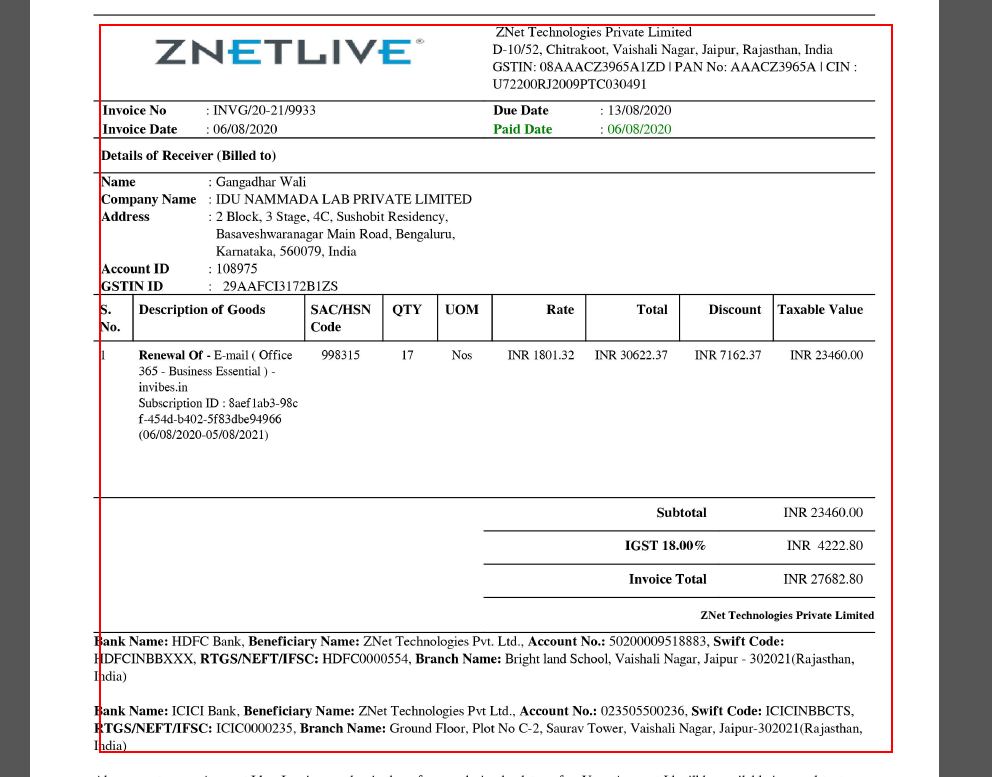 ZNETLIVE®
ZNet Technologies Private Limited
D-10/52, Chitrakoot, Vaishali Nagar, Jaipur, Rajasthan, India
GSTIN: 08AAACZ3965A1ZD | PAN No: AAACZ3965A | CIN :
U72200RJ2009PTC030491
Invoice No : INVG/20-21/9933 Due Date : 13/08/2020
Invoice Date : 06/08/2020 Paid Date : 06/08/2020
Details of Receiver (Billed to)
Name : Gangadhar Wali
Company Name : IDU NAMMADA LAB PRIVATE LIMITED
Address : 2 Block, 3 Stage, 4C, Sushobit Residency,
Basaveshwaranagar Main Road, Bengaluru,
Karnataka, 560079, India
Account ID : 108975
GSTIN ID : 29AAFCI3172B1ZS
S. Description of Goods SAC/HSN QTY UOM Rate Total Discount Taxable Value
No. Code
1 Renewal Of - E-mail ( Office 998315 17 Nos INR 1801.32 INR 30622.37 INR 7162.37 INR 23460.00
365 - Business Essential ) -
invibes.in
Subscription ID : 8aef1ab3-98c
f-454d-b402-5f83dbe94966
(06/08/2020-05/08/2021)
Subtotal INR 23460.00
IGST 18.00% INR 4222.80
Invoice Total INR 27682.80
ZNet Technologies Private Limited
Bank Name: HDFC Bank, Beneficiary Name: ZNet Technologies Pvt. Ltd., Account No.: 50200009518883, Swift Code:
HDFCINBBXXX, RTGS/NEFT/IFSC: HDFC0000554, Branch Name: Bright land School, Vaishali Nagar, Jaipur - 302021(Rajasthan,
India)
Bank Name: ICICI Bank, Beneficiary Name: ZNet Technologies Pvt Ltd., Account No.: 023505500236, Swift Code: ICICINBBCTS,
RTGS/NEFT/IFSC: ICIC0000235, Branch Name: Ground Floor, Plot No C-2, Saurav Tower, Vaishali Nagar, Jaipur-302021(Rajasthan,
India)